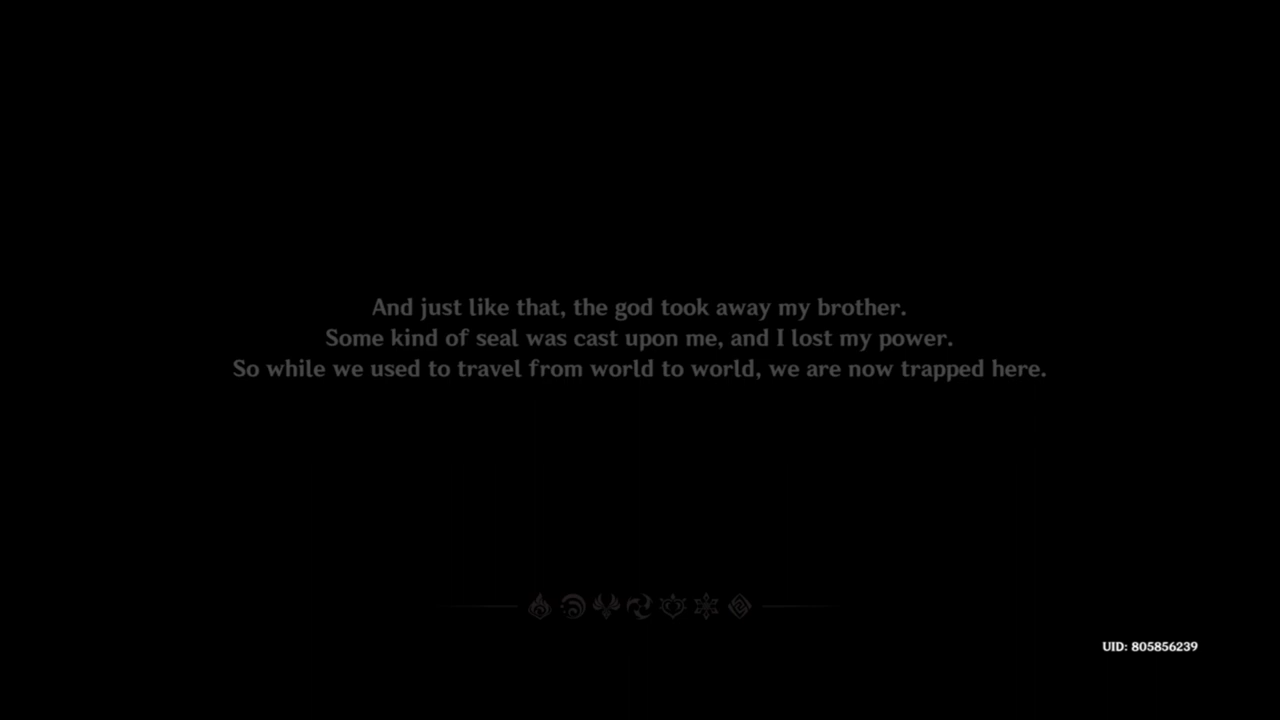 And just like that, the god took away my brother.
Some kind of seal was cast upon me, and I lost my power.
So while we used to travel from world to world, we are now trapped here.
UID: 805856239